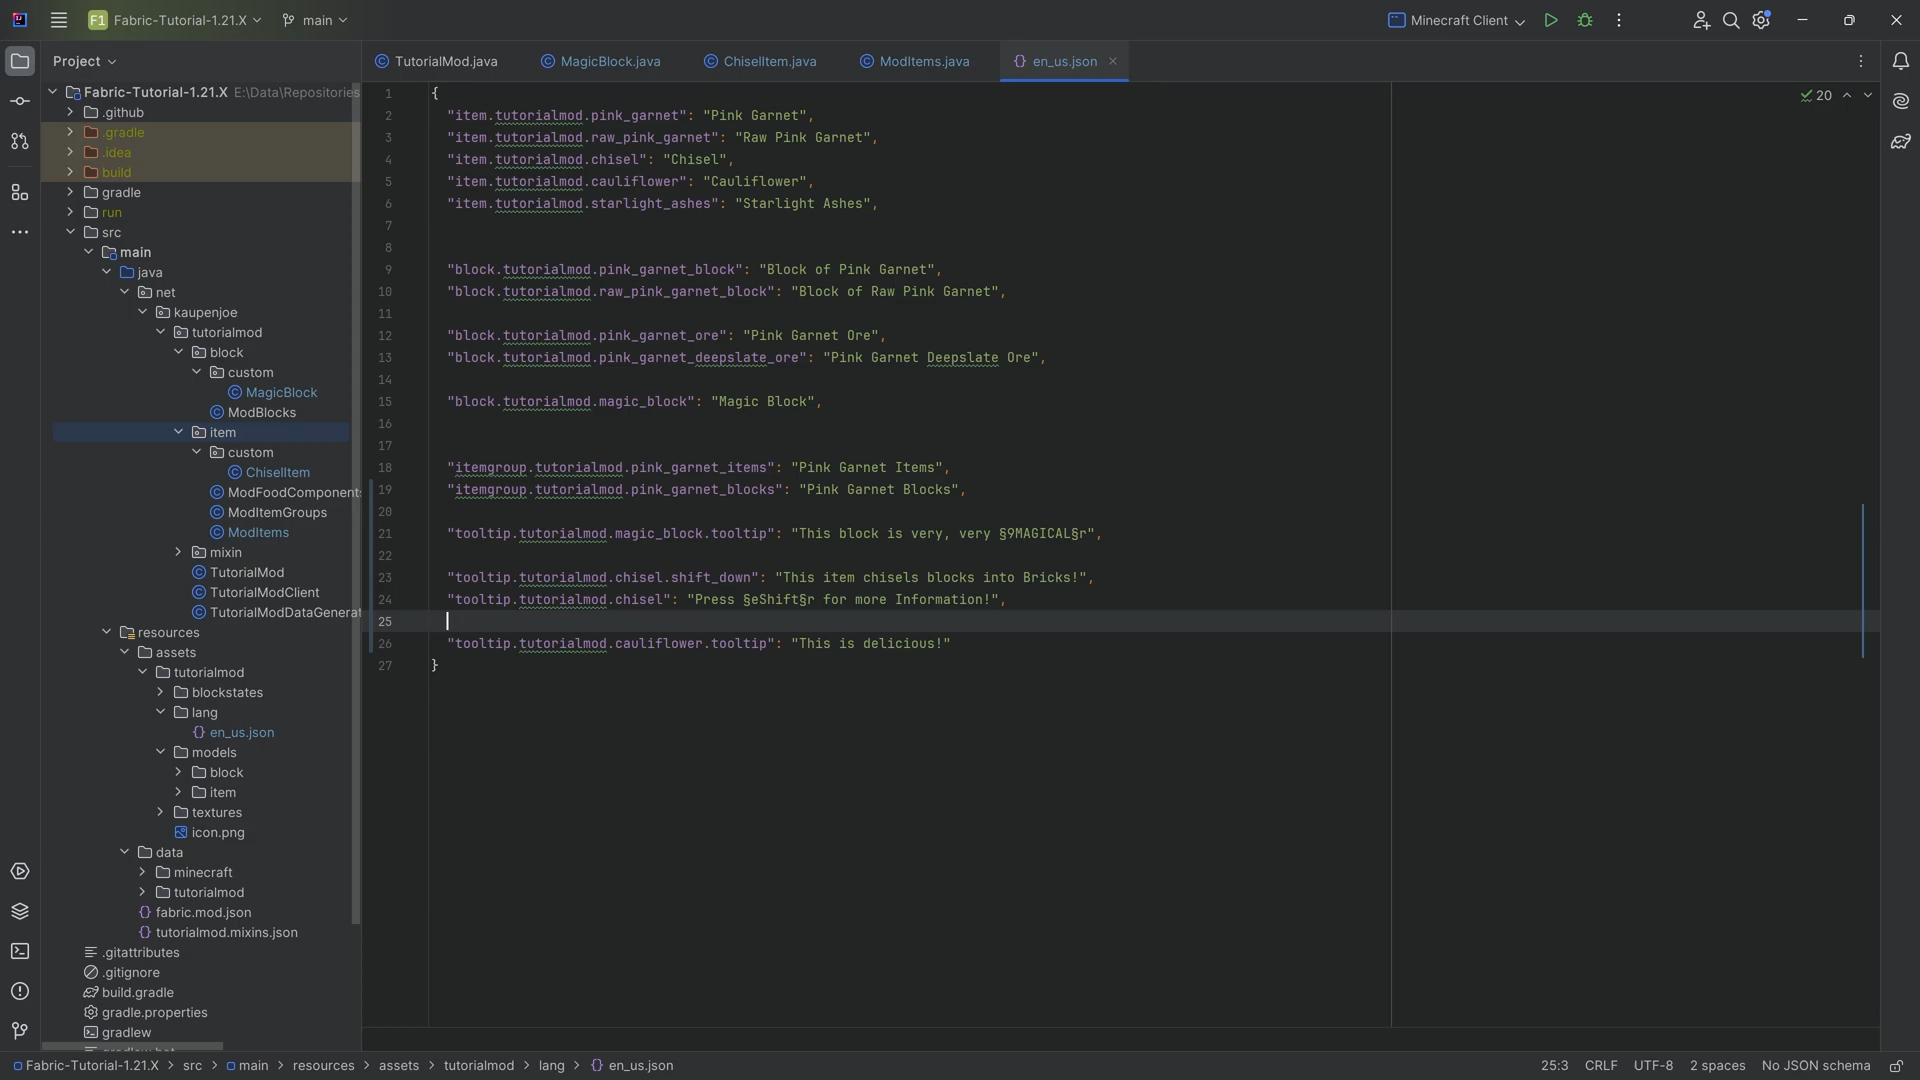 F1 Fabric-Tutorial-1.21.X main Minecraft Client
Project
TutorialMod.java MagicBlock.java ChiselItem.java ModItems.java en_us.json
Fabric-Tutorial-1.21.X E:\Data\Repositories
.github
.gradle
.idea
build
gradle
run
src
main
java
net
kaupenjoe
tutorialmod
block
custom
MagicBlock
ModBlocks
item
custom
ChiselItem
ModFoodComponents
ModItemGroups
ModItems
mixin
TutorialMod
TutorialModClient
TutorialModDataGenerat
resources
assets
tutorialmod
blockstates
lang
en_us.json
models
block
item
textures
icon.png
data
minecraft
tutorialmod
fabric.mod.json
tutorialmod.mixins.json
.gitattributes
.gitignore
build.gradle
gradle.properties
gradlew
20
1 {
2 "item.tutorialmod.pink_garnet": "Pink Garnet",
3 "item.tutorialmod.raw_pink_garnet": "Raw Pink Garnet",
4 "item.tutorialmod.chisel": "Chisel",
5 "item.tutorialmod.cauliflower": "Cauliflower",
6 "item.tutorialmod.starlight_ashes": "Starlight Ashes",
7
8
9 "block.tutorialmod.pink_garnet_block": "Block of Pink Garnet",
10 "block.tutorialmod.raw_pink_garnet_block": "Block of Raw Pink Garnet",
11
12 "block.tutorialmod.pink_garnet_ore": "Pink Garnet Ore",
13 "block.tutorialmod.pink_garnet_deepslate_ore": "Pink Garnet Deepslate Ore",
14
15 "block.tutorialmod.magic_block": "Magic Block",
16
17
18 "itemgroup.tutorialmod.pink_garnet_items": "Pink Garnet Items",
19 "itemgroup.tutorialmod.pink_garnet_blocks": "Pink Garnet Blocks",
20
21 "tooltip.tutorialmod.magic_block.tooltip": "This block is very, very §9MAGICAL§r",
22
23 "tooltip.tutorialmod.chisel.shift_down": "This item chisels blocks into Bricks!",
24 "tooltip.tutorialmod.chisel": "Press §eShift§r for more Information!",
25
26 "tooltip.tutorialmod.cauliflower.tooltip": "This is delicious!"
27 }
Fabric-Tutorial-1.21.X > src > main > resources > assets > tutorialmod > lang > en_us.json 25:3 CRLF UTF-8 2 spaces No JSON schema